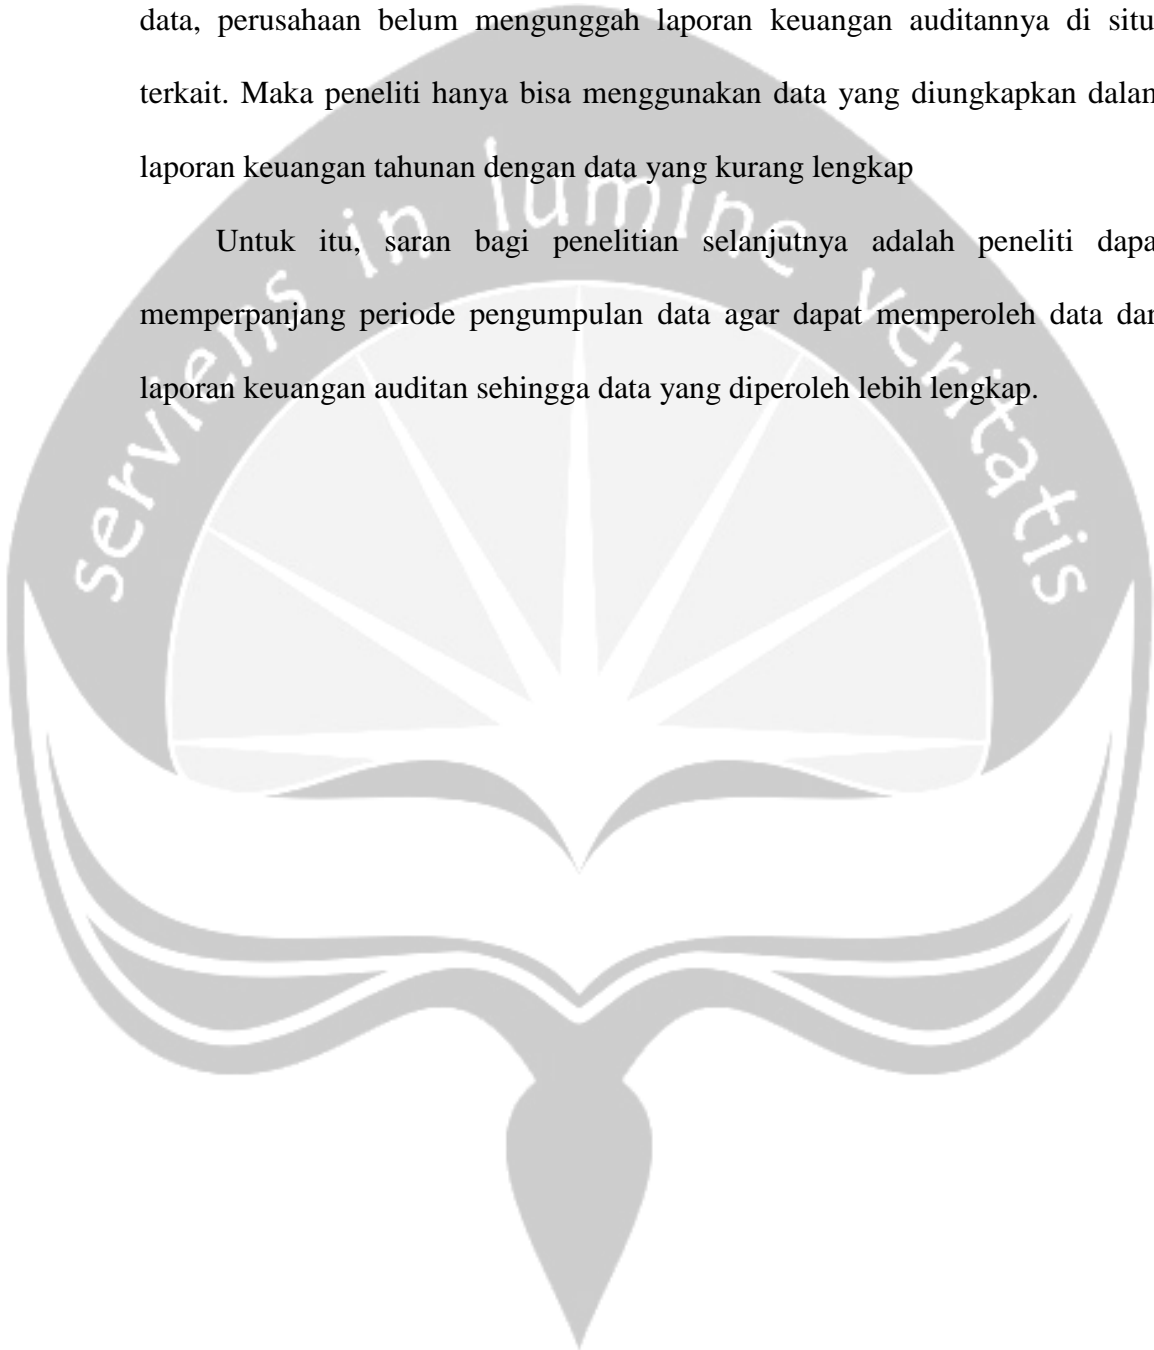 data, perusahaan belum mengunggah laporan keuangan auditannya di situ
terkait. Maka peneliti hanya bisa menggunakan data yang diungkapkan dalam
laporan keuangan tahunan dengan data yang kurang lengkap
Untuk itu, saran bagi penelitian selanjutnya adalah peneliti dapa
memperpanjang periode pengumpulan data agar dapat memperoleh data dar
laporan keuangan auditan sehingga data yang diperoleh lebih lengkap.
serviens in lumine veritatis